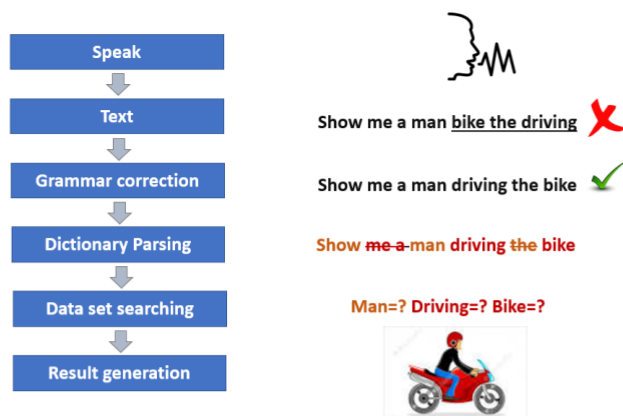 Speak
Text
Show me a man bike the driving
Grammar correction
Show me a man driving the bike
Dictionary Parsing
Show me a man driving the bike
Data set searching
Man=? Driving=? Bike=?
Result generation